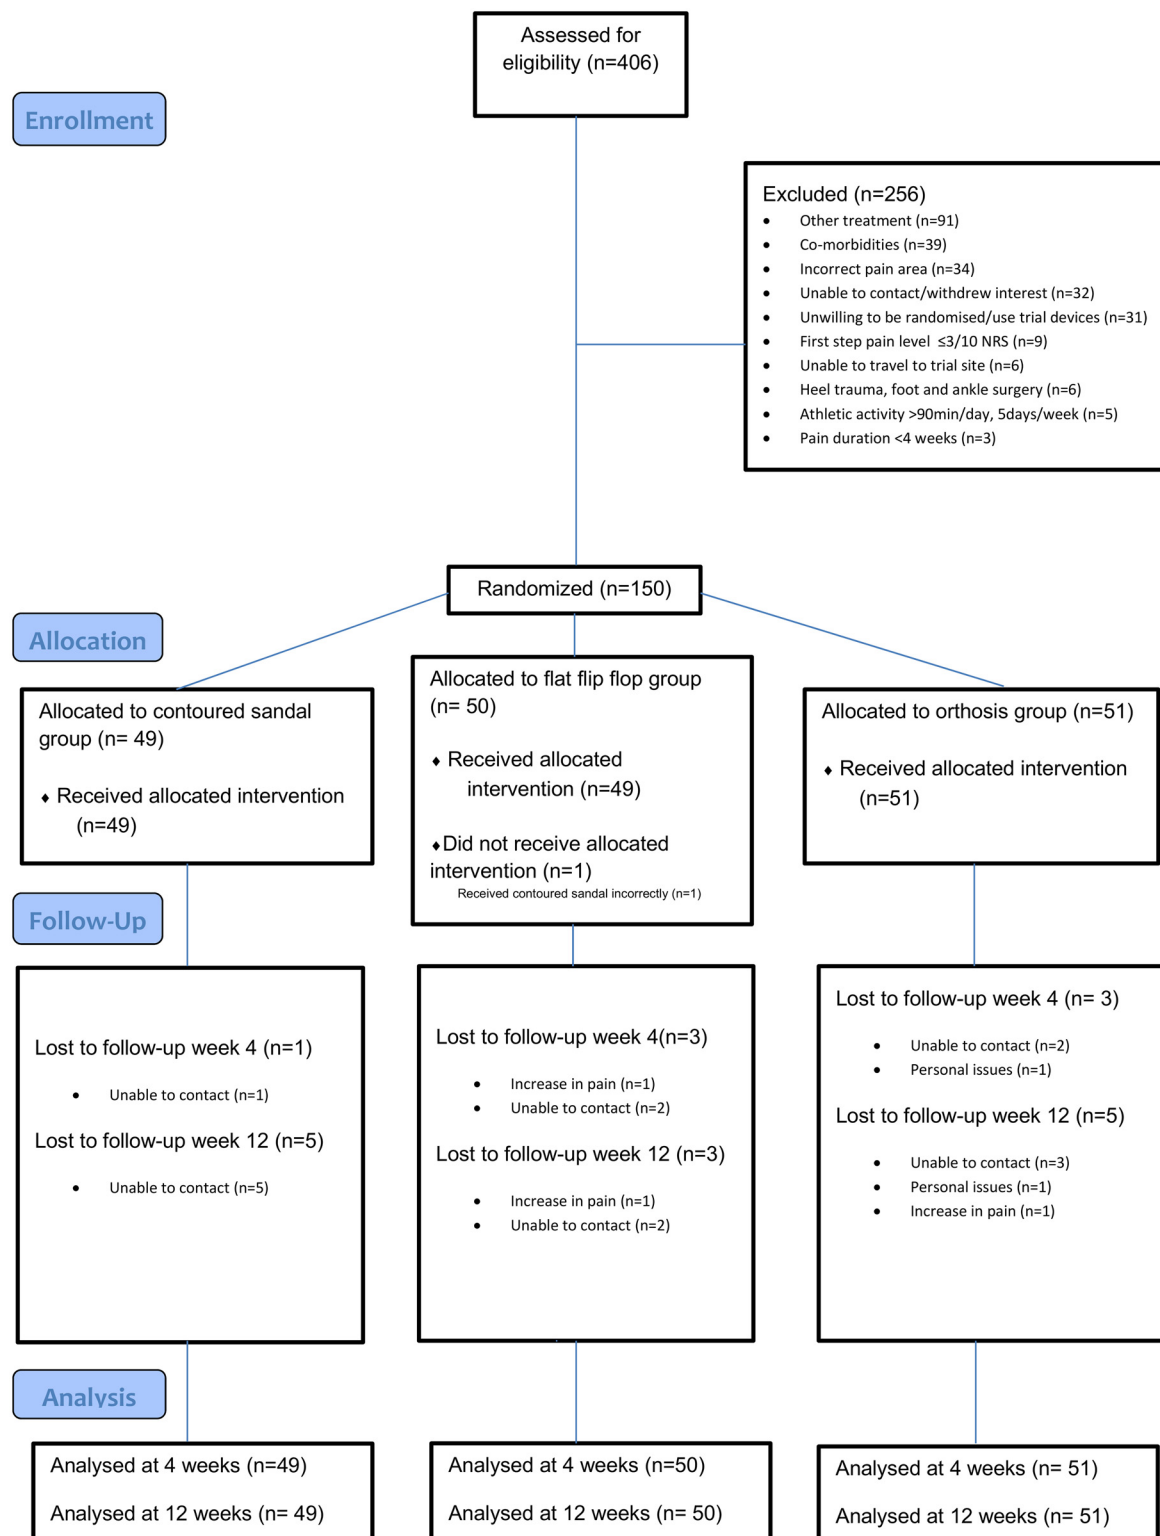 Assessed for
eligibility (n=406)
Enrollment
Excluded (n=256)
• Other treatment (n=91)
• Co-morbidities (n=39)
• Incorrect pain area (n=34)
• Unable to contact/withdrew interest (n=32)
• Unwilling to be randomised/use trial devices (n=31)
• First step pain level ≤3/10 NRS (n=9)
• Unable to travel to trial site (n=6)
• Heel trauma, foot and ankle surgery (n=6)
• Athletic activity >90min/day, 5days/week (n=5)
• Pain duration <4 weeks (n=3)
Randomized (n=150)
Allocation
Allocated to contoured sandal
group (n= 49)
♦ Received allocated intervention
(n=49)
Allocated to flat flip flop group
(n= 50)
♦ Received allocated
intervention (n=49)
♦Did not receive allocated
intervention (n=1)
Received contoured sandal incorrectly (n=1)
Allocated to orthosis group (n=51)
♦ Received allocated intervention
(n=51)
Follow-Up
Lost to follow-up week 4 (n=1)
• Unable to contact (n=1)
Lost to follow-up week 12 (n=5)
• Unable to contact (n=5)
Lost to follow-up week 4(n=3)
• Increase in pain (n=1)
• Unable to contact (n=2)
Lost to follow-up week 12 (n=3)
• Increase in pain (n=1)
• Unable to contact (n=2)
Lost to follow-up week 4 (n= 3)
• Unable to contact (n=2)
• Personal issues (n=1)
Lost to follow-up week 12 (n=5)
• Unable to contact (n=3)
• Personal issues (n=1)
• Increase in pain (n=1)
Analysis
Analysed at 4 weeks (n=49)
Analysed at 12 weeks (n= 49)
Analysed at 4 weeks (n=50)
Analysed at 12 weeks (n= 50)
Analysed at 4 weeks (n= 51)
Analysed at 12 weeks (n= 51)